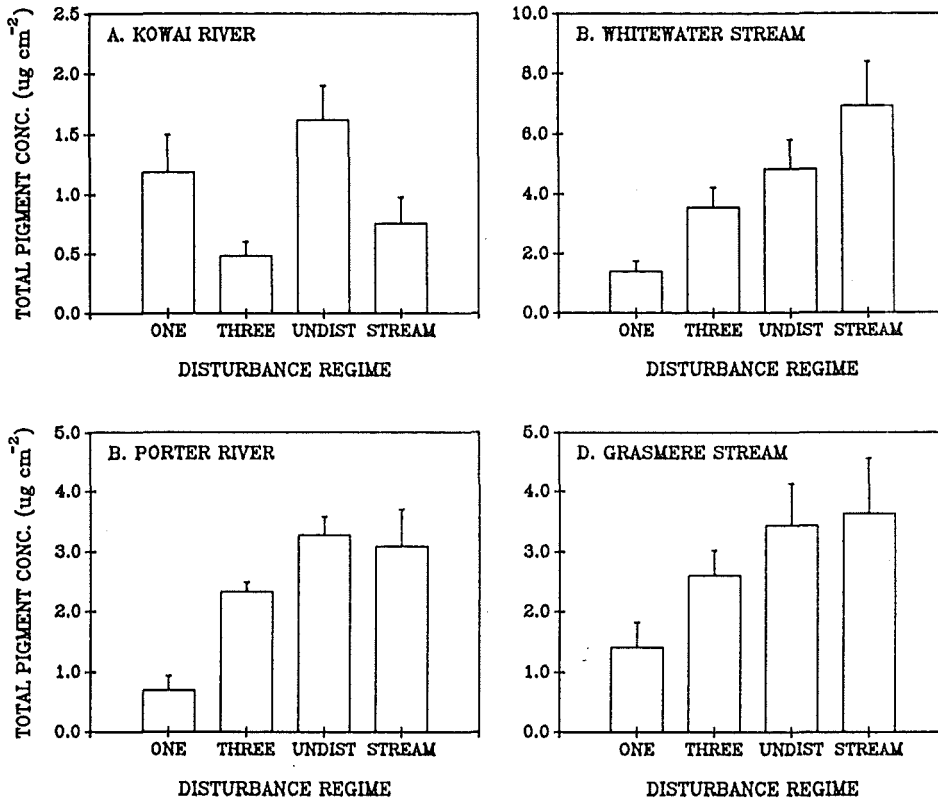 A. KOWAI RIVER
TOTAL PIGMENT CONC. (ug cm-2)
2.5
2.0
1.5
1.0
0.5
0.0
ONE THREE UNDIST STREAM
DISTURBANCE REGIME
B. WHITEWATER STREAM
10.0
8.0
6.0
4.0
2.0
0.0
ONE THREE UNDIST STREAM
DISTURBANCE REGIME
B. PORTER RIVER
TOTAL PIGMENT CONC. (ug cm-2)
5.0
4.0
3.0
2.0
1.0
0.0
ONE THREE UNDIST STREAM
DISTURBANCE REGIME
D. GRASMERE STREAM
5.0
4.0
3.0
2.0
1.0
0.0
ONE THREE UNDIST STREAM
DISTURBANCE REGIME